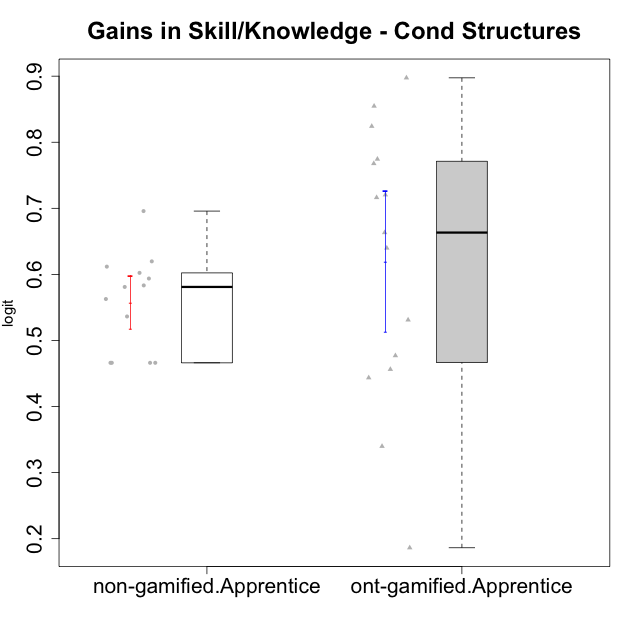 Gains in Skill/Knowledge - Cond Structures
0.9
0.8
0.7
0.6
0.5
0.4
0.3
0.2
logit
non-gamified.Apprentice
ont-gamified.Apprentice